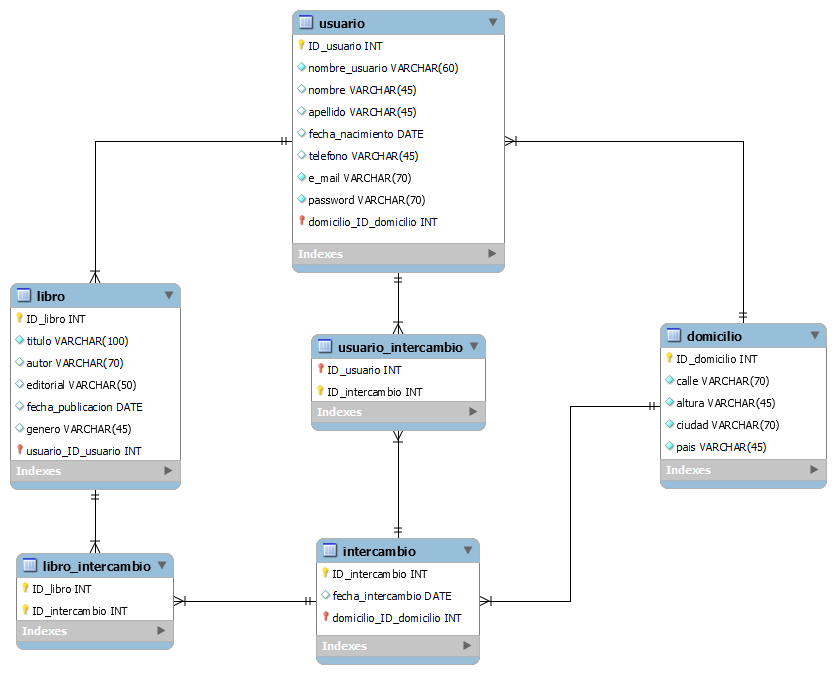 usuario
ID_usuario INT
nombre_usuario VARCHAR(60)
nombre VARCHAR(45)
apellido VARCHAR(45)
fecha_nacimiento DATE
telefono VARCHAR(45)
e_mail VARCHAR(70)
password VARCHAR(70)
domicilio_ID_domicilio INT
Indexes
libro
ID_libro INT
titulo VARCHAR(100)
autor VARCHAR(70)
editorial VARCHAR(50)
fecha_publicacion DATE
genero VARCHAR(45)
usuario_ID_usuario INT
Indexes
usuario_intercambio
ID_usuario INT
ID_intercambio INT
Indexes
domicilio
ID_domicilio INT
calle VARCHAR(70)
altura VARCHAR(45)
ciudad VARCHAR(70)
pais VARCHAR(45)
Indexes
libro_intercambio
ID_libro INT
ID_intercambio INT
Indexes
intercambio
ID_intercambio INT
fecha_intercambio DATE
domicilio_ID_domicilio INT
Indexes